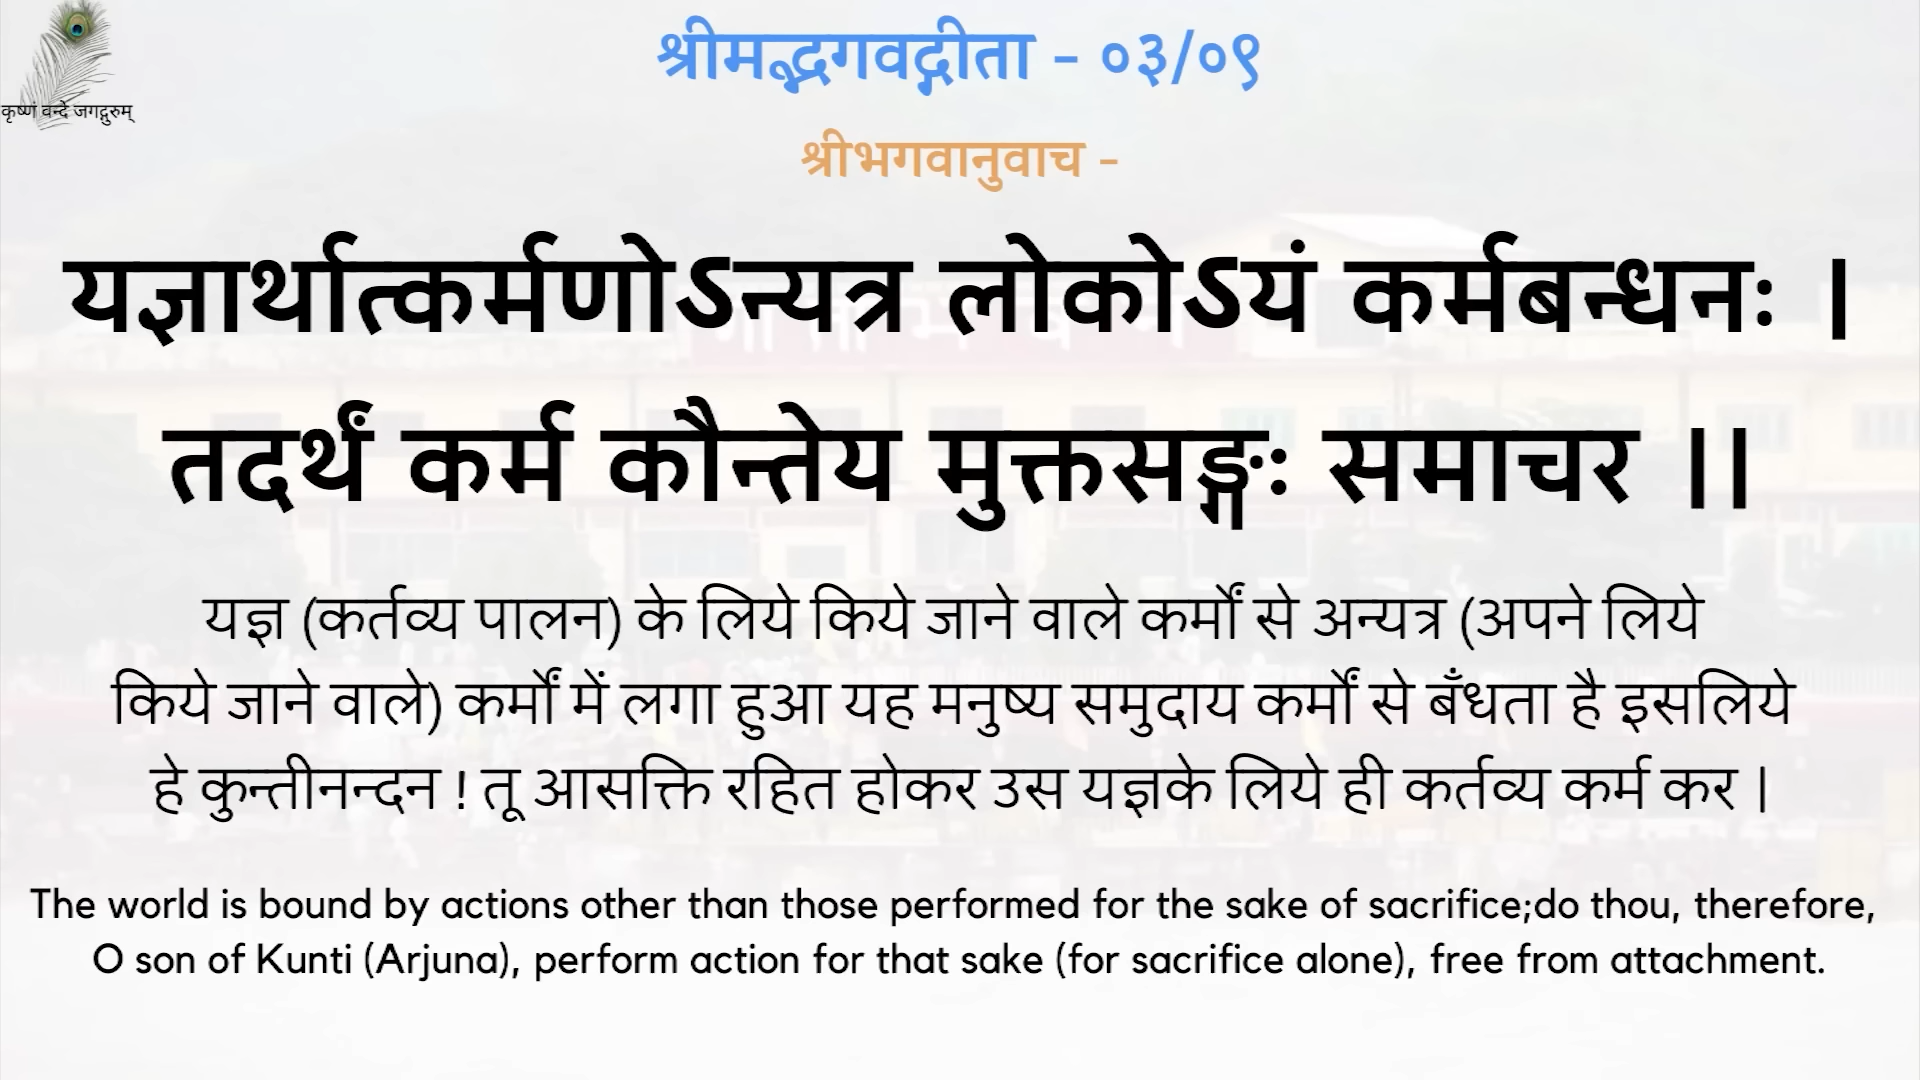 श्रीमद्भगवद्गीता - ०३/०९
कृष्णं वन्दे जगद्गुरुम्
श्रीभगवानुवाच -
यज्ञार्थात्कर्मणोऽन्यत्र लोकोऽयं कर्मबन्धनः |
तदर्थं कर्म कौन्तेय मुक्तसङ्गः समाचर ||
यज्ञ (कर्तव्य पालन) के लिये किये जाने वाले कर्मों से अन्यत्र (अपने लिये
किये जाने वाले) कर्मों में लगा हुआ यह मनुष्य समुदाय कर्मों से बँधता है इसलिये
हे कुन्तीनन्दन ! तू आसक्ति रहित होकर उस यज्ञके लिये ही कर्तव्य कर्म कर |
The world is bound by actions other than those performed for the sake of sacrifice;do thou, therefore,
O son of Kunti (Arjuna), perform action for that sake (for sacrifice alone), free from attachment.